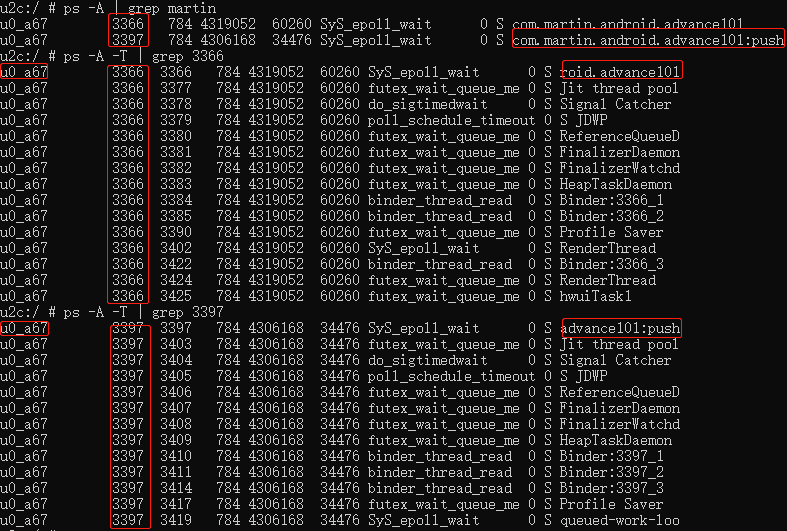 u2c:/ # ps -A | grep martin
u0_a67 3366 784 4319052 60260 SyS_epoll_wait 0 S com.martin.android.advance101
u0_a67 3397 784 4306168 34476 SyS_epoll_wait 0 S com.martin.android.advance101:push
u2c:/ # ps -A -T | grep 3366
u0_a67 3366 3366 784 4319052 60260 SyS_epoll_wait 0 S roid.advance101
u0_a67 3366 3377 784 4319052 60260 futex_wait_queue_me 0 S Jit thread pool
u0_a67 3366 3378 784 4319052 60260 do_sigtimedwait 0 S Signal Catcher
u0_a67 3366 3379 784 4319052 60260 poll_schedule_timeout 0 S JDWP
u0_a67 3366 3380 784 4319052 60260 futex_wait_queue_me 0 S ReferenceQueueD
u0_a67 3366 3381 784 4319052 60260 futex_wait_queue_me 0 S FinalizerDaemon
u0_a67 3366 3382 784 4319052 60260 futex_wait_queue_me 0 S FinalizerWatchd
u0_a67 3366 3383 784 4319052 60260 futex_wait_queue_me 0 S HeapTaskDaemon
u0_a67 3366 3384 784 4319052 60260 binder_thread_read 0 S Binder:3366_1
u0_a67 3366 3385 784 4319052 60260 binder_thread_read 0 S Binder:3366_2
u0_a67 3366 3390 784 4319052 60260 futex_wait_queue_me 0 S Profile Saver
u0_a67 3366 3402 784 4319052 60260 SyS_epoll_wait 0 S RenderThread
u0_a67 3366 3422 784 4319052 60260 binder_thread_read 0 S Binder:3366_3
u0_a67 3366 3424 784 4319052 60260 futex_wait_queue_me 0 S RenderThread
u0_a67 3366 3425 784 4319052 60260 futex_wait_queue_me 0 S hwuiTask1
u2c:/ # ps -A -T | grep 3397
u0_a67 3397 3397 784 4306168 34476 SyS_epoll_wait 0 S advance101:push
u0_a67 3397 3403 784 4306168 34476 futex_wait_queue_me 0 S Jit thread pool
u0_a67 3397 3404 784 4306168 34476 do_sigtimedwait 0 S Signal Catcher
u0_a67 3397 3405 784 4306168 34476 poll_schedule_timeout 0 S JDWP
u0_a67 3397 3406 784 4306168 34476 futex_wait_queue_me 0 S ReferenceQueueD
u0_a67 3397 3407 784 4306168 34476 futex_wait_queue_me 0 S FinalizerDaemon
u0_a67 3397 3408 784 4306168 34476 futex_wait_queue_me 0 S FinalizerWatchd
u0_a67 3397 3409 784 4306168 34476 futex_wait_queue_me 0 S HeapTaskDaemon
u0_a67 3397 3410 784 4306168 34476 binder_thread_read 0 S Binder:3397_1
u0_a67 3397 3411 784 4306168 34476 binder_thread_read 0 S Binder:3397_2
u0_a67 3397 3414 784 4306168 34476 binder_thread_read 0 S Binder:3397_3
u0_a67 3397 3417 784 4306168 34476 futex_wait_queue_me 0 S Profile Saver
u0_a67 3397 3419 784 4306168 34476 SyS_epoll_wait 0 S queued-work-loo